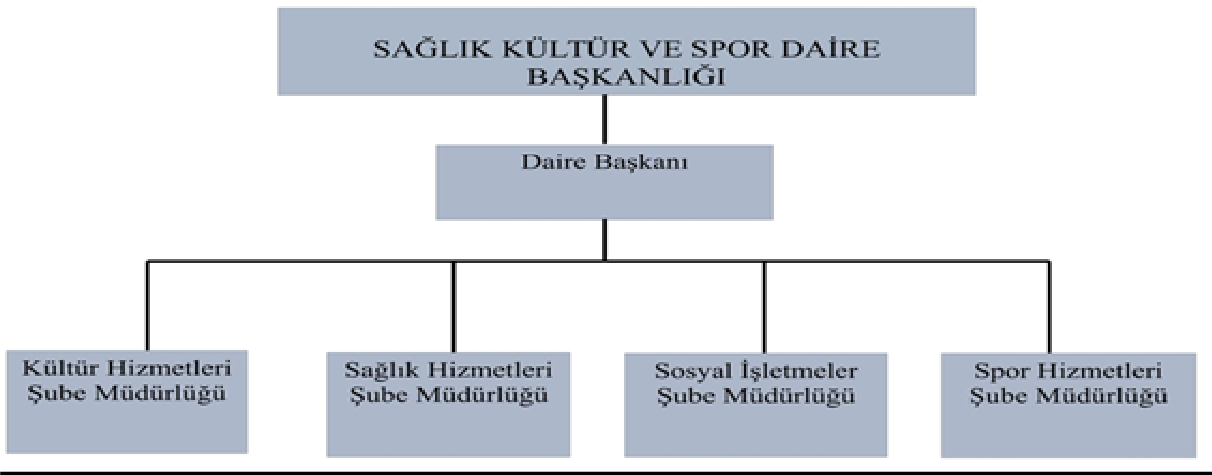 SAĞLIK KÜLTÜR VE SPOR DAİRE
BAŞKANLIĞI
Daire Başkanı
Kültür Hizmetleri
Şube Müdürlüğü
Sağlık Hizmetleri
Şube Müdürlüğü
Sosyal İşletmeler
Şube Müdürlüğü
Spor Hizmetleri
Şube Müdürlüğü